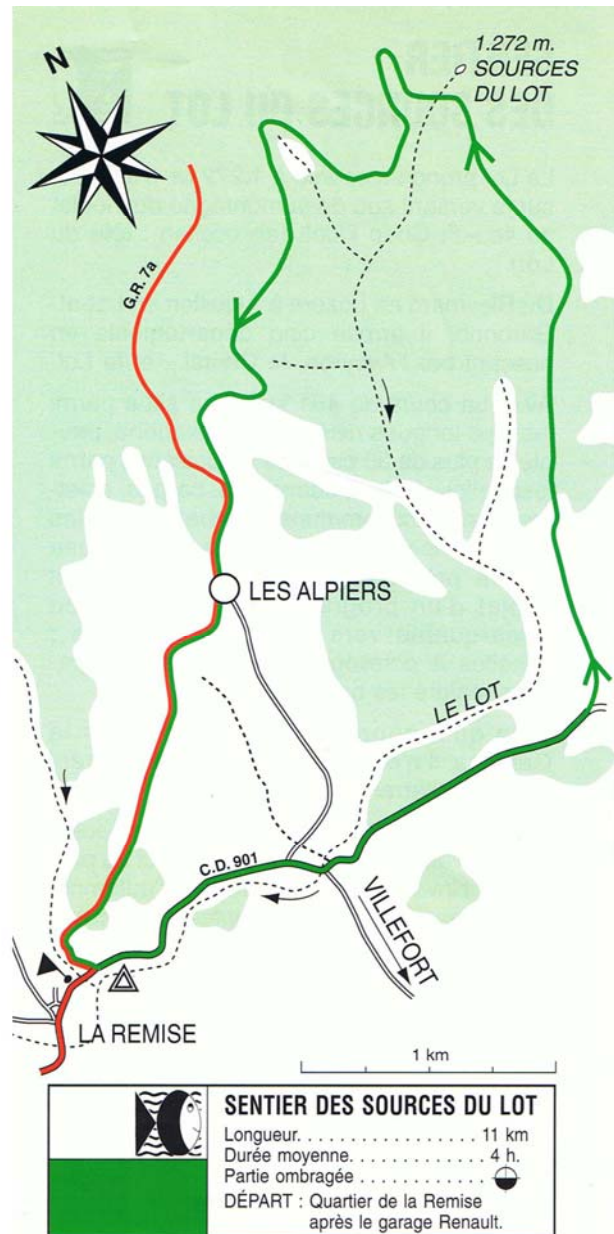 N
1.272 m.
SOURCES
DU LOT
G.R. 7a
LES ALPIERS
LE LOT
C.D. 901
VILLEFORT
LA REMISE
1 km
SENTIER DES SOURCES DU LOT
Longueur. . . . . . . . . . . . . . . . 11 km
Durée moyenne. . . . . . . . . . . . . 4 h.
Partie ombragée . . . . . . . . . . . .
DÉPART : Quartier de la Remise
après le garage Renault.